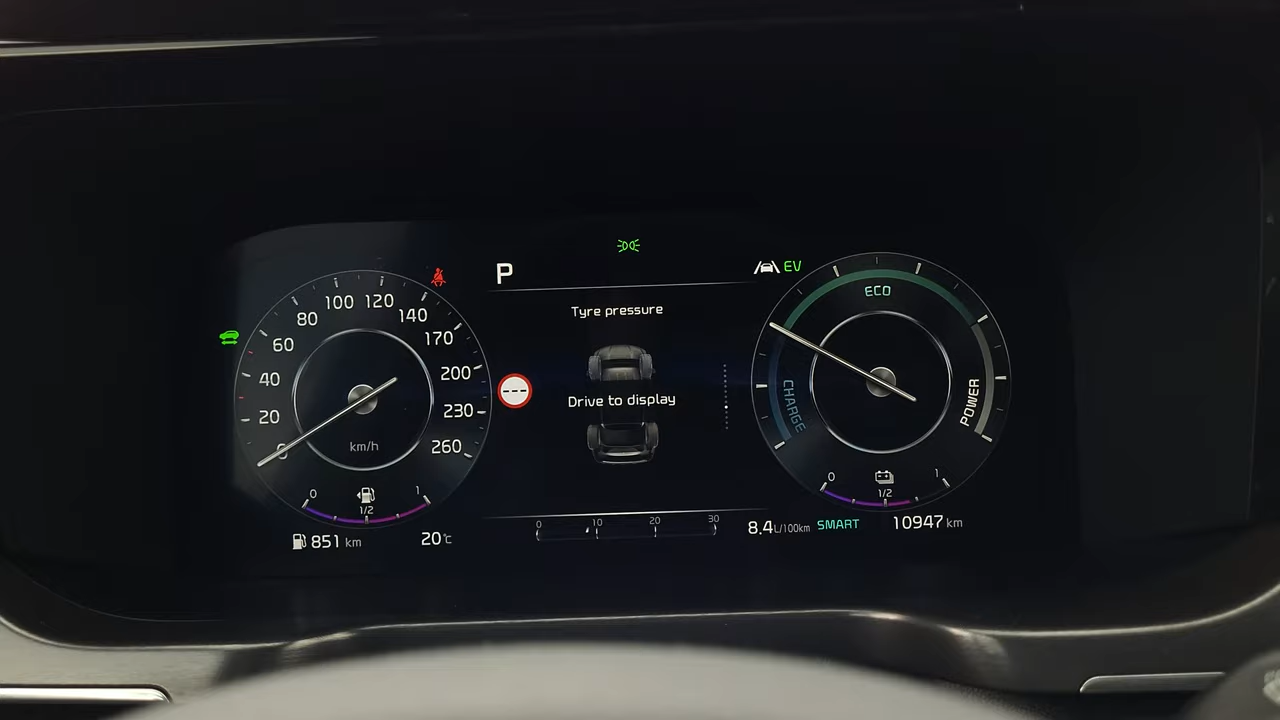 P
EV
Tyre pressure
Drive to display
0
20
40
60
80
100
120
140
170
200
230
260
km/h
0
1/2
1
851 km
20℃
---
0 10 20 30
8.4L/100km
ECO
CHARGE
POWER
0
1/2
1
SMART
10947 km